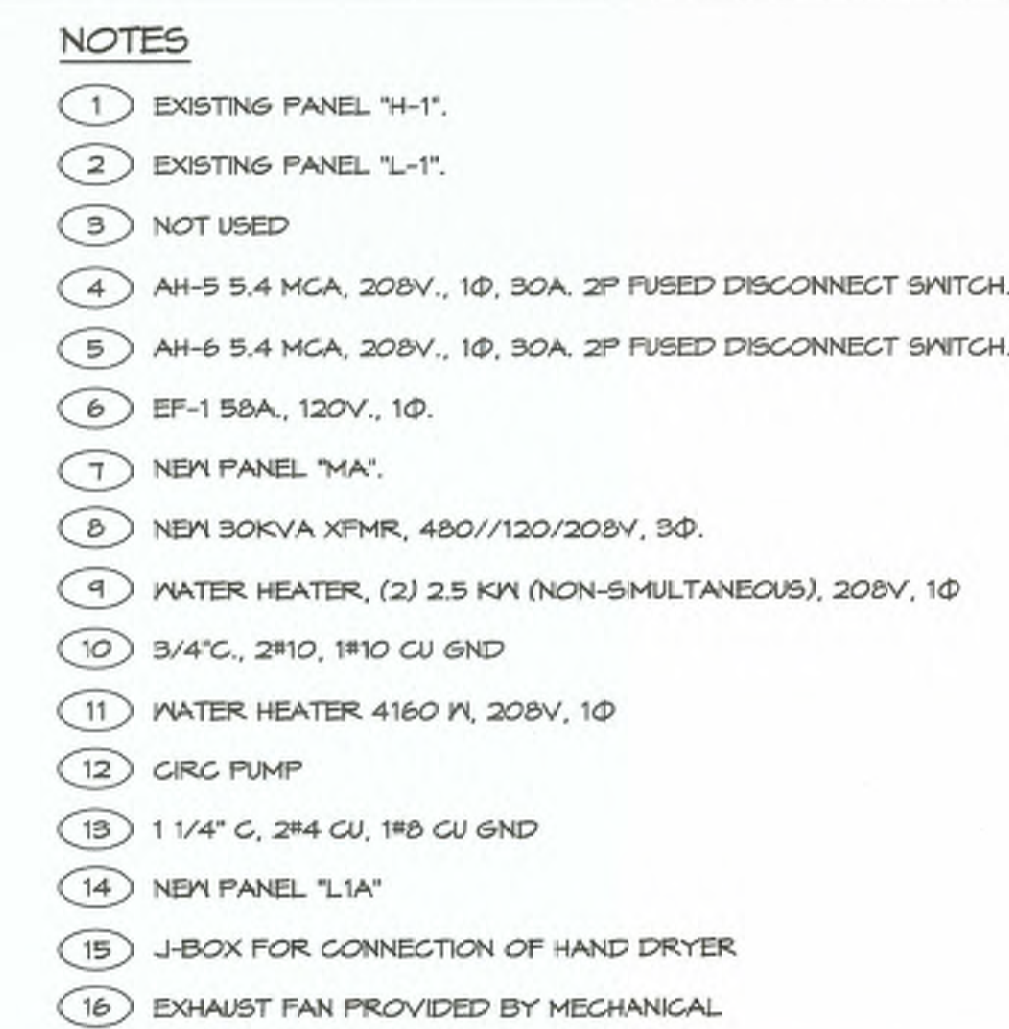 NOTES
1 EXISTING PANEL "H-1".
2 EXISTING PANEL "L-1".
3 NOT USED
4 AH-5 5.4 MCA, 208V., 1Φ, 30A. 2P FUSED DISCONNECT SWITCH.
5 AH-6 5.4 MCA, 208V., 1Φ, 30A. 2P FUSED DISCONNECT SWITCH.
6 EF-1 58A., 120V., 1Φ.
7 NEW PANEL "MA".
8 NEW 30KVA XFMR, 480//120/208V, 3Φ.
9 WATER HEATER, (2) 2.5 KW (NON-SMULTANEOUS), 208V, 1Φ
10 3/4"C., 2#10, 1#10 CU GND
11 WATER HEATER 4160 W, 208V, 1Φ
12 CIRC PUMP
13 1 1/4" C, 2#4 CU, 1#8 CU GND
14 NEW PANEL "L1A"
15 J-BOX FOR CONNECTION OF HAND DRYER
16 EXHAUST FAN PROVIDED BY MECHANICAL